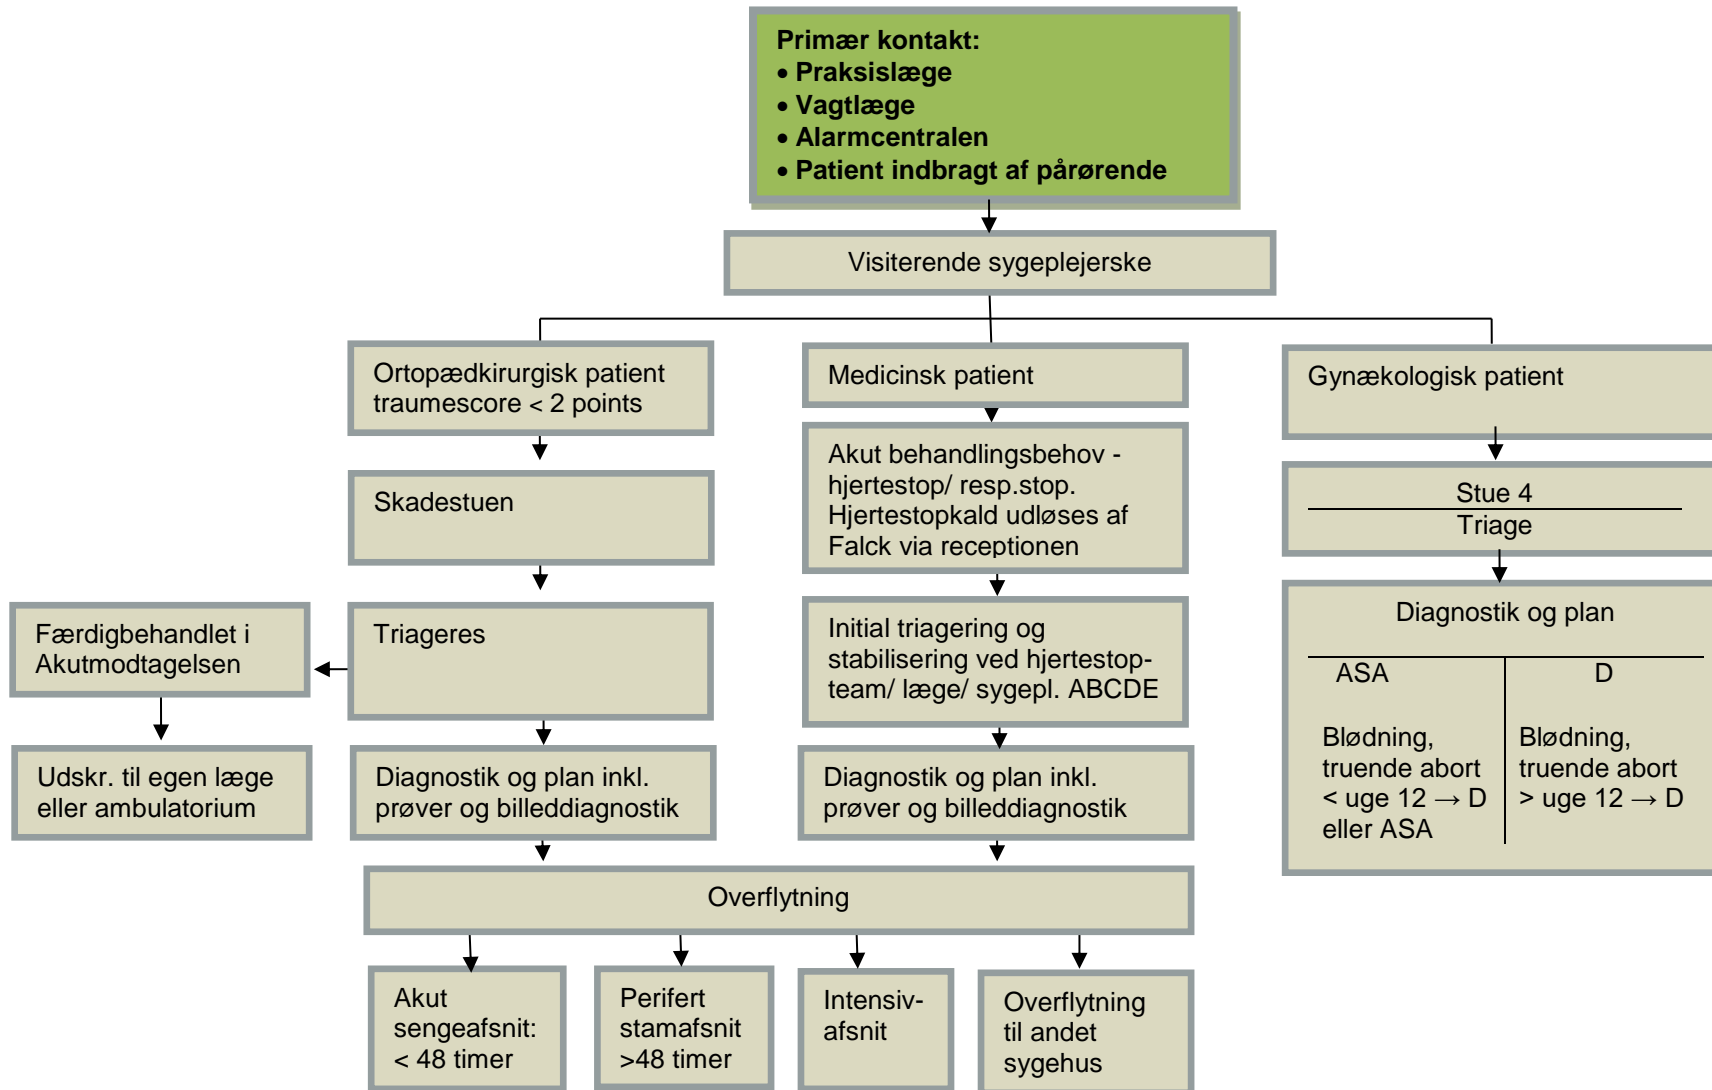 Primær kontakt:
• Praksislæge
• Vagtlæge
• Alarmcentralen
• Patient indbragt af pårørende
Visiterende sygeplejerske
Ortopædkirurgisk patient
traumescore < 2 points
Skadestuen
Triageres
Færdigbehandlet i
Akutmodtagelsen
Udskr. til egen læge
eller ambulatorium
Diagnostik og plan inkl.
prøver og billeddiagnostik
Medicinsk patient
Akut behandlingsbehov -
hjertestop/ resp.stop.
Hjertestopkald udløses af
Falck via receptionen
Initial triagering og
stabilisering ved hjertestop-
team/ læge/ sygepl. ABCDE
Diagnostik og plan inkl.
prøver og billeddiagnostik
Gynækologisk patient
Stue 4
Triage
Diagnostik og plan
ASA
Blødning,
truende abort
< uge 12 → D
eller ASA
D
Blødning,
truende abort
> uge 12 → D
Overflytning
Akut
sengeafsnit:
< 48 timer
Perifert
stamafsnit
>48 timer
Intensiv-
afsnit
Overflytning
til andet
sygehus